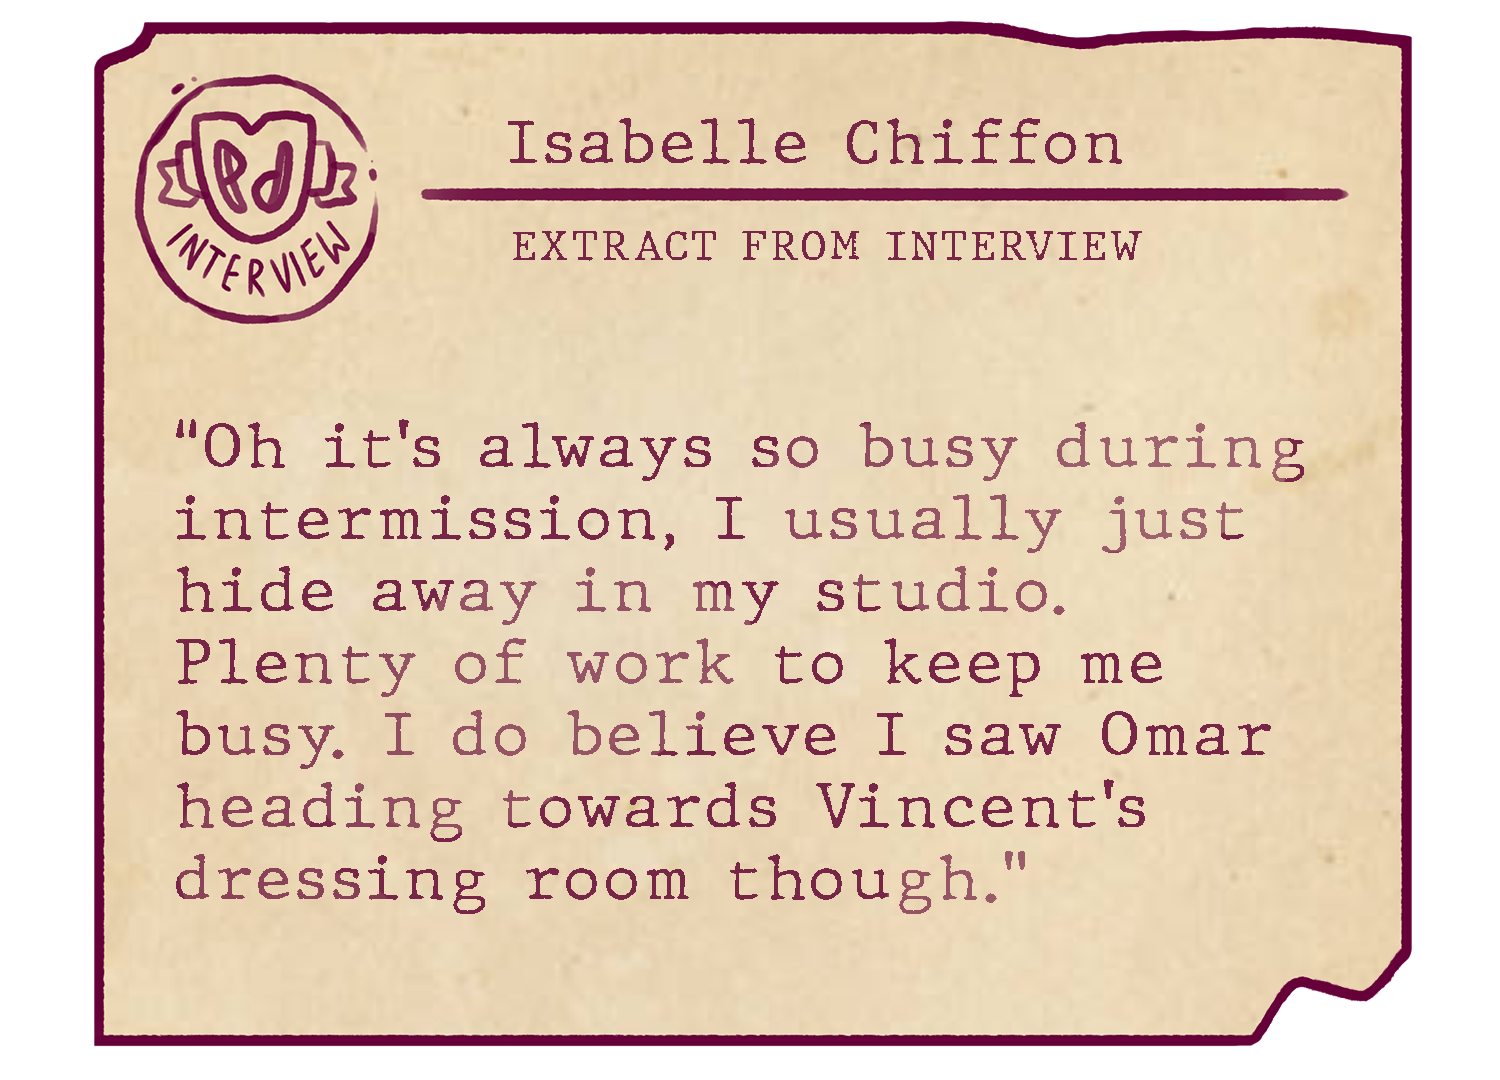 Pd
INTERVIEW
Isabelle Chiffon
EXTRACT FROM INTERVIEW
"Oh it's always so busy during
intermission, I usually just
hide away in my studio.
Plenty of work to keep me
busy. I do believe I saw Omar
heading towards Vincent's
dressing room though."